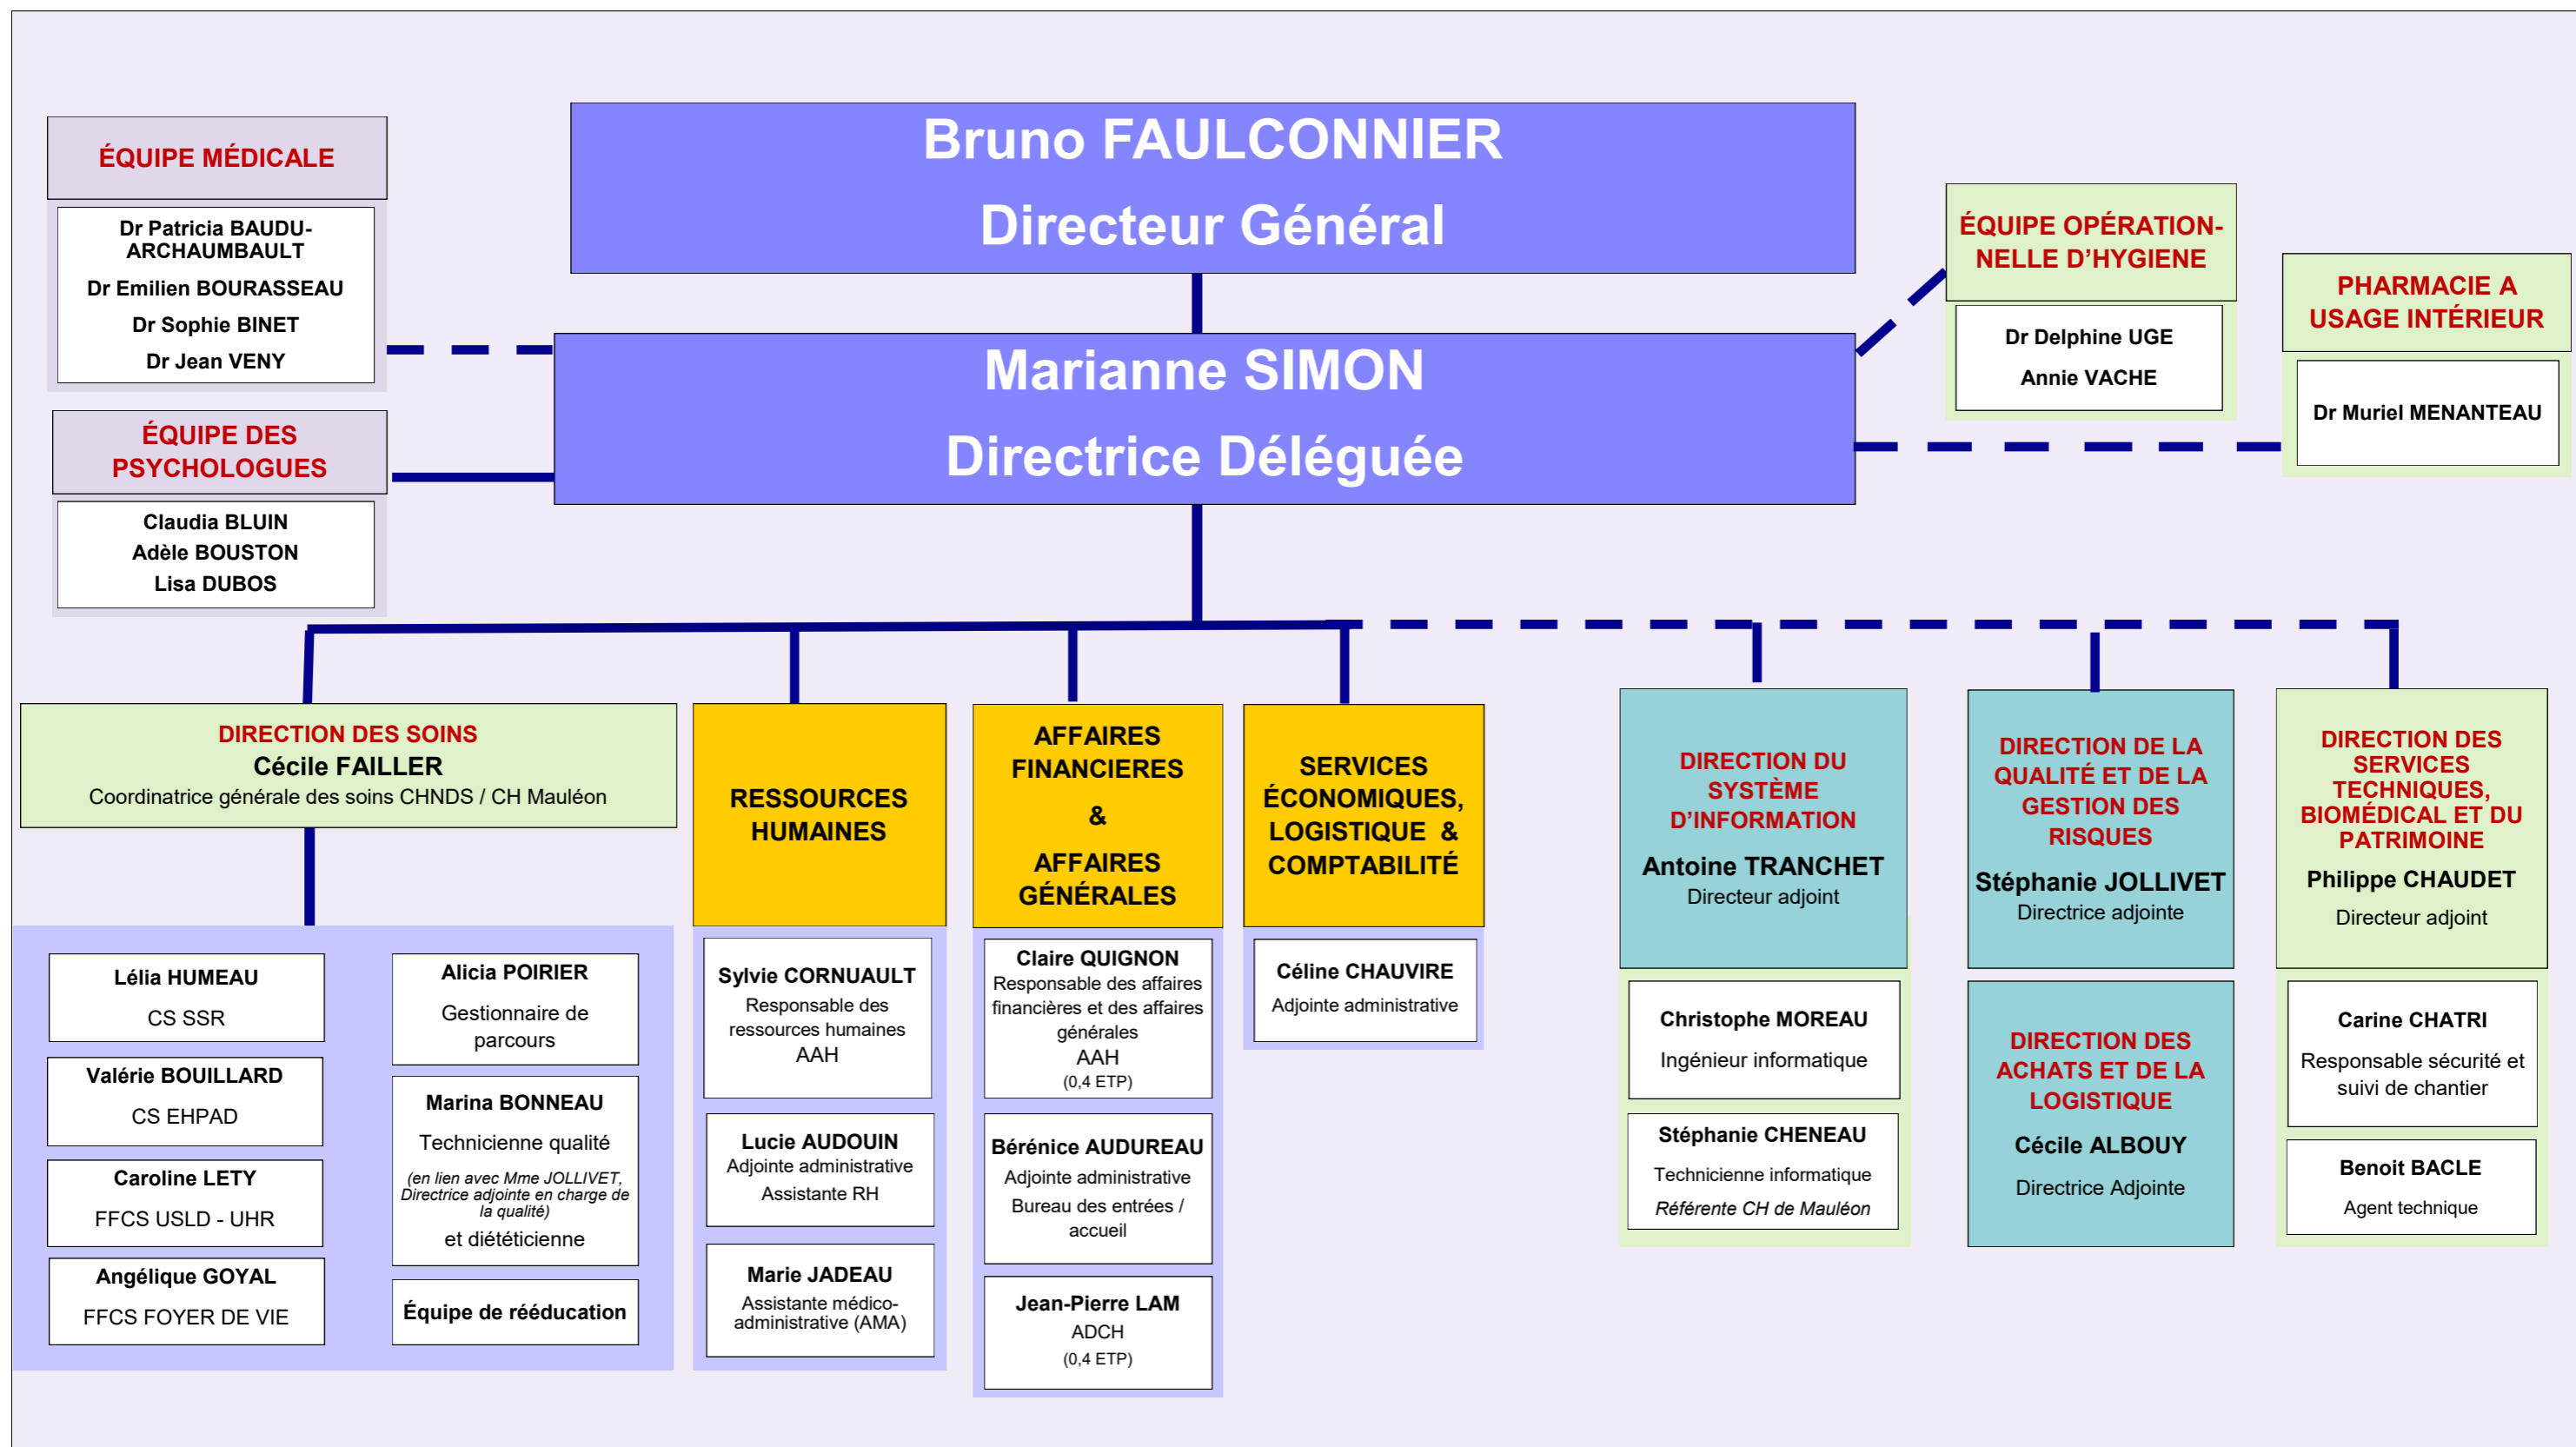 Bruno FAULCONNIER
Directeur Général
Marianne SIMON
Directrice Déléguée
ÉQUIPE MÉDICALE
Dr Patricia BAUDU-
ARCHAUMBAULT
Dr Emilien BOURASSEAU
Dr Sophie BINET
Dr Jean VENY
ÉQUIPE DES
PSYCHOLOGUES
Claudia BLUIN
Adèle BOUSTON
Lisa DUBOS
ÉQUIPE OPÉRATION-
NELLE D’HYGIENE
Dr Delphine UGE
Annie VACHE
PHARMACIE A
USAGE INTÉRIEUR
Dr Muriel MENANTEAU
DIRECTION DES SOINS
Cécile FAILLER
Coordinatrice générale des soins CHNDS / CH Mauléon
Lélia HUMEAU
CS SSR
Valérie BOUILLARD
CS EHPAD
Caroline LETY
FFCS USLD - UHR
Angélique GOYAL
FFCS FOYER DE VIE
Alicia POIRIER
Gestionnaire de
parcours
Marina BONNEAU
Technicienne qualité
(en lien avec Mme JOLLIVET,
Directrice adjointe en charge de
la qualité)
et diététicienne
Équipe de rééducation
RESSOURCES
HUMAINES
Sylvie CORNUAULT
Responsable des
ressources humaines
AAH
Lucie AUDOUIN
Adjointe administrative
Assistante RH
Marie JADEAU
Assistante médico-
administrative (AMA)
AFFAIRES
FINANCIERES
&
AFFAIRES
GÉNÉRALES
Claire QUIGNON
Responsable des affaires
financières et des affaires
générales
AAH
(0,4 ETP)
Bérénice AUDUREAU
Adjointe administrative
Bureau des entrées /
accueil
Jean-Pierre LAM
ADCH
(0,4 ETP)
SERVICES
ÉCONOMIQUES,
LOGISTIQUE &
COMPTABILITÉ
Céline CHAUVIRE
Adjointe administrative
DIRECTION DU
SYSTÈME
D’INFORMATION
Antoine TRANCHET
Directeur adjoint
Christophe MOREAU
Ingénieur informatique
Stéphanie CHENEAU
Technicienne informatique
Référente CH de Mauléon
DIRECTION DE LA
QUALITÉ ET DE LA
GESTION DES
RISQUES
Stéphanie JOLLIVET
Directrice adjointe
DIRECTION DES
ACHATS ET DE LA
LOGISTIQUE
Cécile ALBOUY
Directrice Adjointe
DIRECTION DES
SERVICES
TECHNIQUES,
BIOMÉDICAL ET DU
PATRIMOINE
Philippe CHAUDET
Directeur adjoint
Carine CHATRI
Responsable sécurité et
suivi de chantier
Benoit BACLE
Agent technique